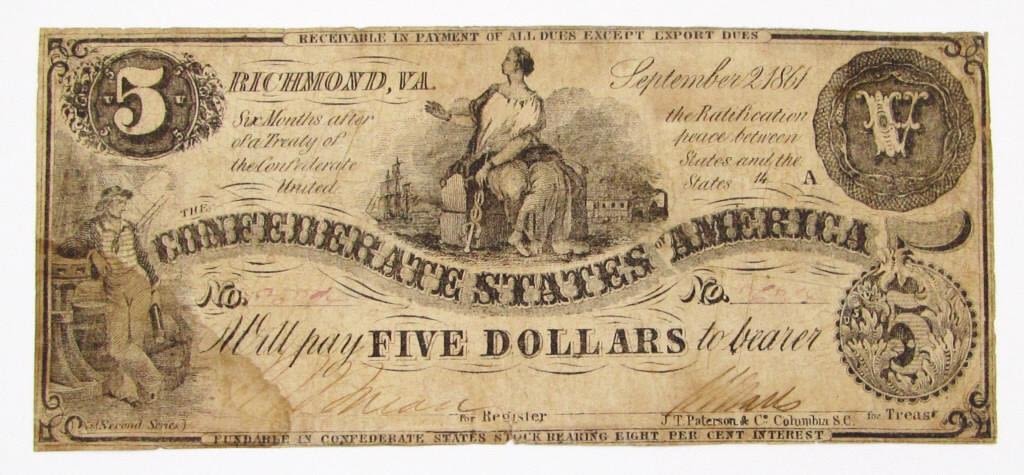 RECEIVABLE IN PAYMENT OF ALL DUES EXCEPT EXPORT DUES
5
RICHMOND, VA.
September 2, 1861
V
Six Months after
the Ratification
of a Treaty of
peace between
the Confederate
States and the
United
States 14 A
THE
CONFEDERATE STATES OF AMERICA
No.
No.
Will pay FIVE DOLLARS to bearer
5
for Register
J. T. Paterson & Co. Columbia S.C.
for Treasr
Second Series)
FUNDABLE IN CONFEDERATE STATES STOCK BEARING EIGHT PER CENT INTEREST